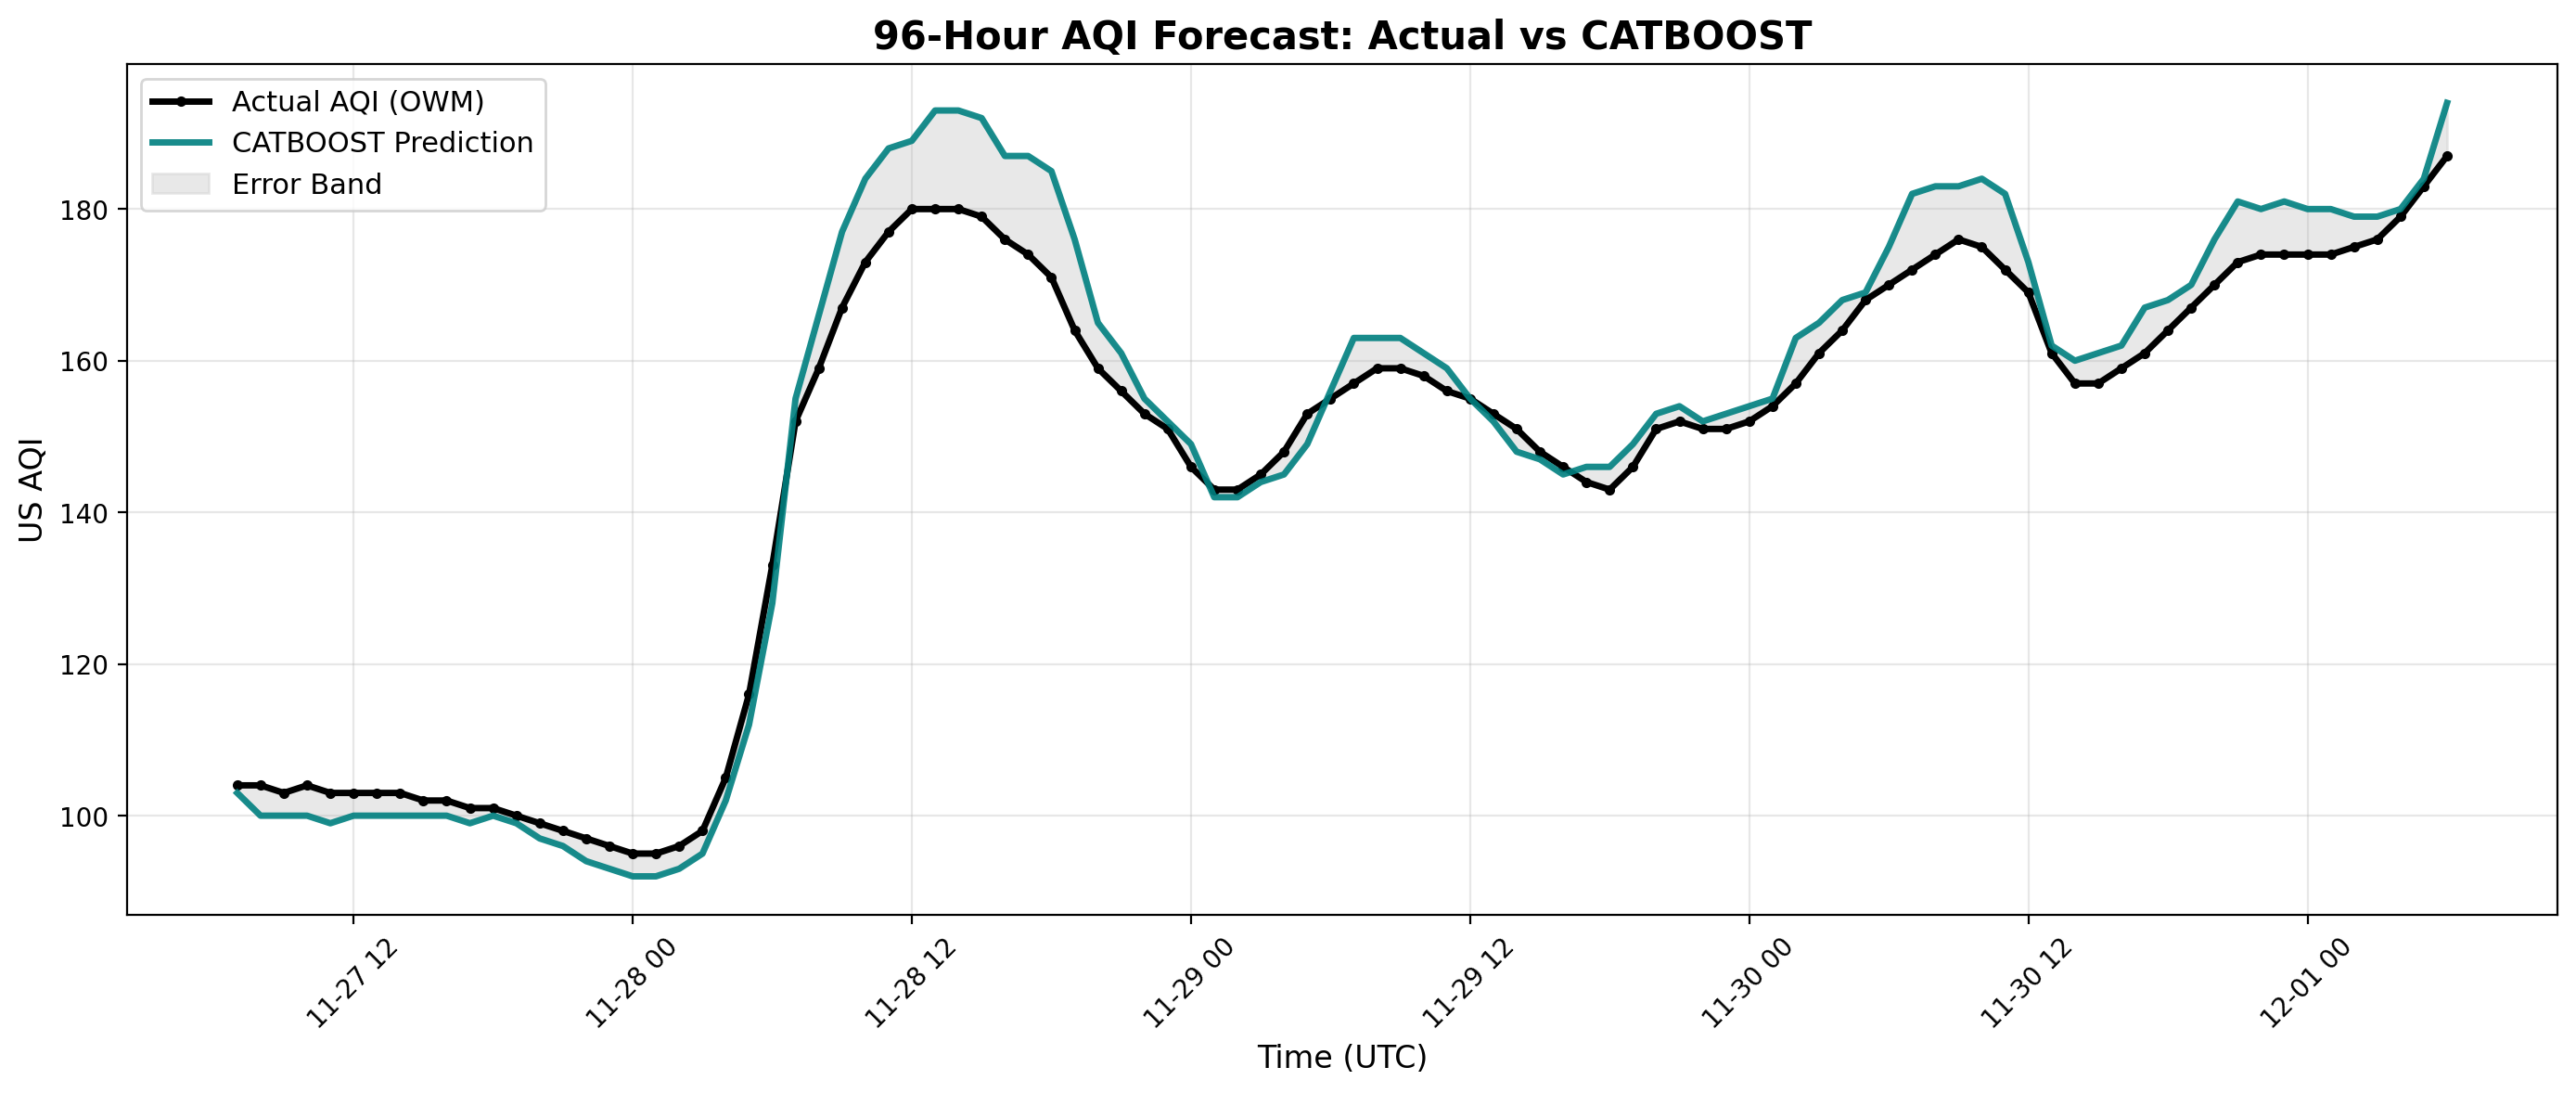 96-Hour AQI Forecast: Actual vs CATBOOST
Actual AQI (OWM)
CATBOOST Prediction
Error Band
US AQI
180
160
140
120
100
11-27 12
11-28 00
11-28 12
11-29 00
11-29 12
11-30 00
11-30 12
12-01 00
Time (UTC)